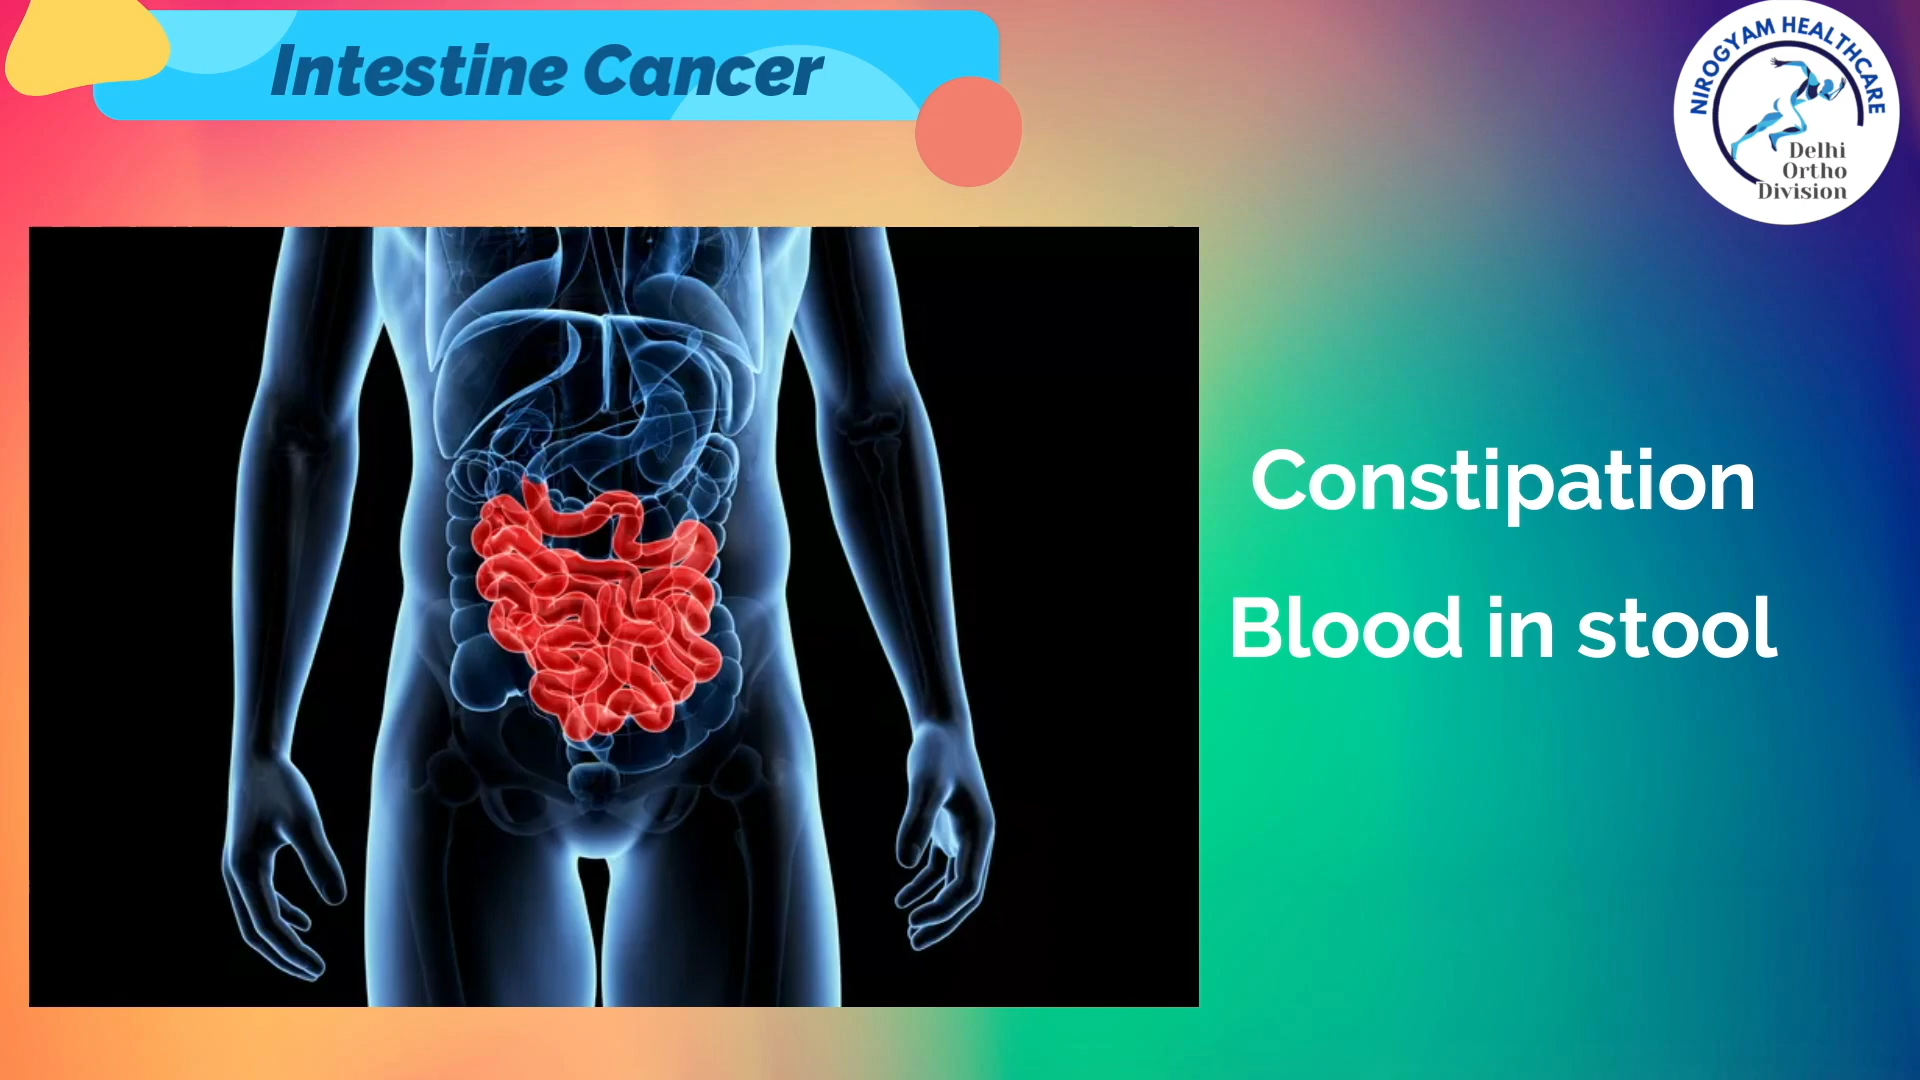 Intestine Cancer
NIROGYAM HEALTHCARE
Delhi
Ortho
Division
Constipation
Blood in stool